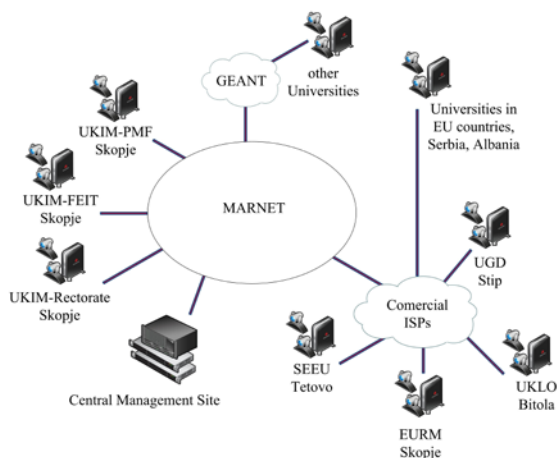 GEANT
other
Universities
UKIM-PMF
Skopje
Universities in
EU countries,
Serbia, Albania
UKIM-FEIT
Skopje
MARNET
UGD
Stip
UKIM-Rectorate
Skopje
Comercial
ISPs
SEEU
Tetovo
UKLO
Bitola
Central Management Site
EURM
Skopje